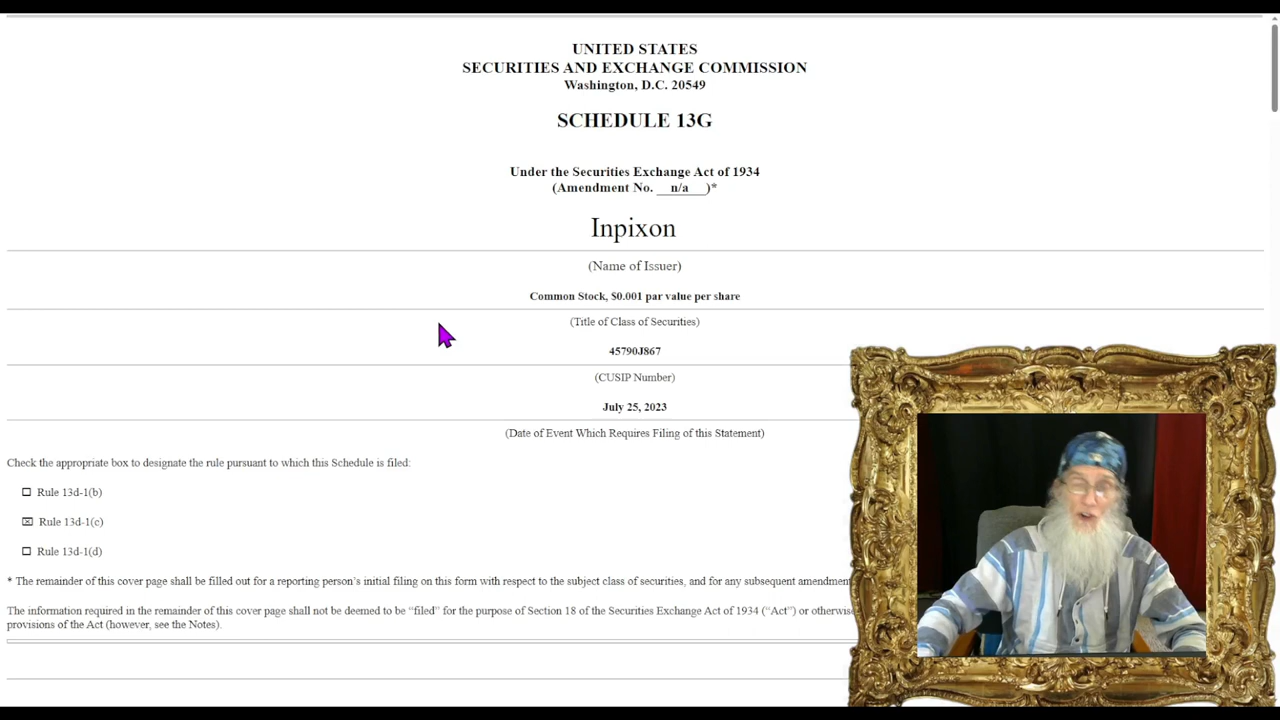 UNITED STATES
SECURITIES AND EXCHANGE COMMISSION
Washington, D.C. 20549
SCHEDULE 13G
Under the Securities Exchange Act of 1934
(Amendment No. __n/a__)*
Inpixon
(Name of Issuer)
Common Stock, $0.001 par value per share
(Title of Class of Securities)
45790J867
(CUSIP Number)
July 25, 2023
(Date of Event Which Requires Filing of this Statement)
Check the appropriate box to designate the rule pursuant to which this Schedule is filed:
☐ Rule 13d-1(b)
☒ Rule 13d-1(c)
☐ Rule 13d-1(d)
* The remainder of this cover page shall be filled out for a reporting person’s initial filing on this form with respect to the subject class of securities, and for any subsequent amendment
The information required in the remainder of this cover page shall not be deemed to be “filed” for the purpose of Section 18 of the Securities Exchange Act of 1934 (“Act”) or otherwise
provisions of the Act (however, see the Notes).